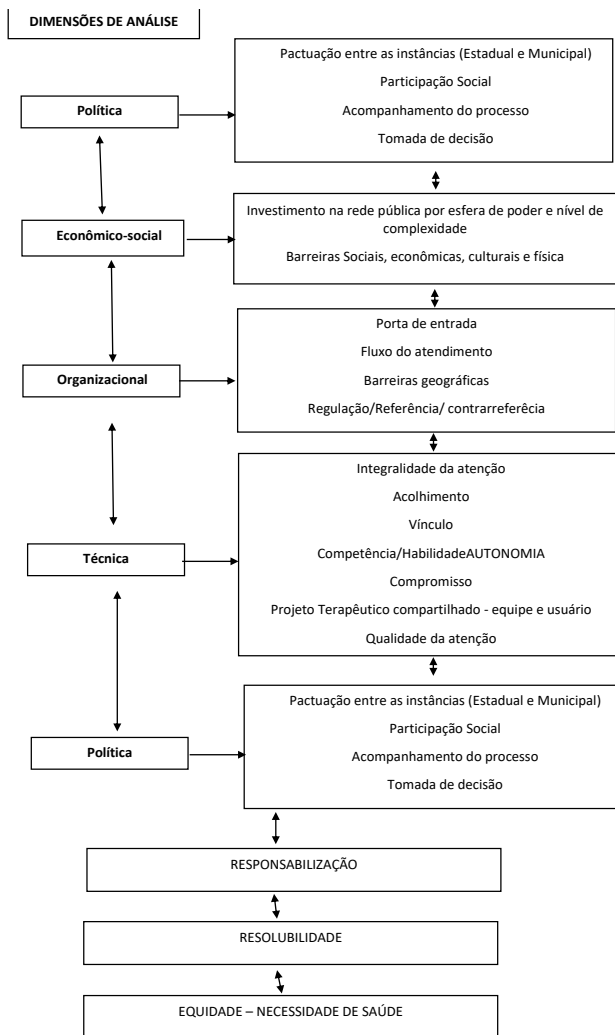 DIMENSÕES DE ANÁLISE
Pactuação entre as instâncias (Estadual e Municipal)
Participação Social
Política
Acompanhamento do processo
Tomada de decisão
Investimento na rede pública por esfera de poder e nível de
complexidade
Econômico-social
Barreiras Sociais, econômicas, culturais e física
Porta de entrada
Fluxo do atendimento
Organizacional
Barreiras geográficas
Regulação/Referência/ contrarreferêcia
Integralidade da atenção
Acolhimento
Vínculo
Técnica
Competência/HabilidadeAUTONOMIA
Compromisso
Projeto Terapêutico compartilhado - equipe e usuário
Qualidade da atenção
Pactuação entre as instâncias (Estadual e Municipal)
Participação Social
Política
Acompanhamento do processo
Tomada de decisão
RESPONSABILIZAÇÃO
RESOLUBILIDADE
EQUIDADE – NECESSIDADE DE SAÚDE